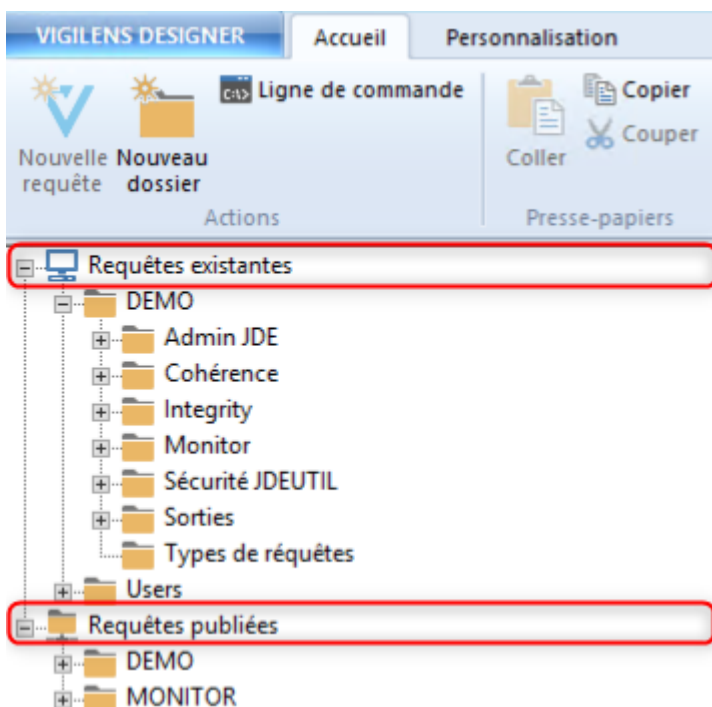 VIGILENS DESIGNER Accueil Personnalisation
Ligne de commande Copier
Couper
Nouvelle Nouveau Coller
requête dossier
Actions Presse-papiers
Requêtes existantes
DEMO
Admin JDE
Cohérence
Integrity
Monitor
Sécurité JDEUTIL
Sorties
Types de réquêtes
Users
Requêtes publiées
DEMO
MONITOR